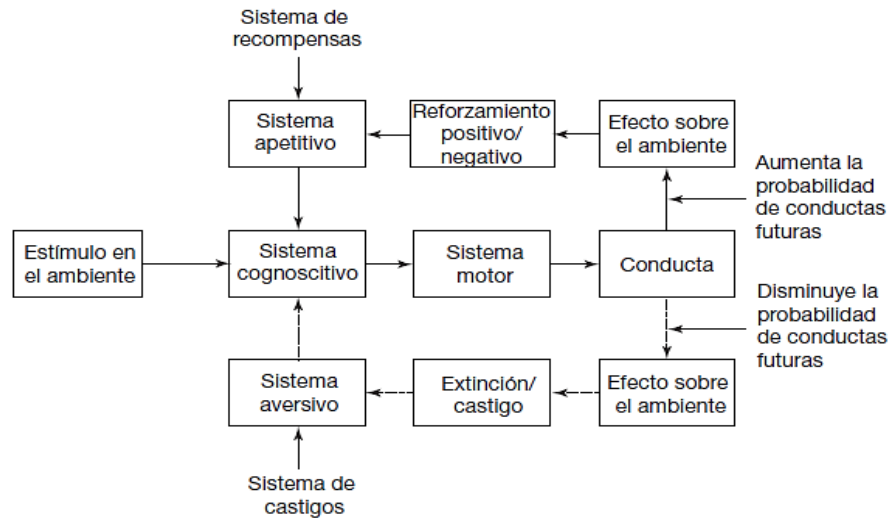 Sistema de
recompensas
Sistema
apetitivo
Reforzamiento
positivo/
negativo
Efecto sobre
el ambiente
Aumenta la
probabilidad
de conductas
futuras
Estímulo en
el ambiente
Sistema
cognoscitivo
Sistema
motor
Conducta
Disminuye la
probabilidad
de conductas
futuras
Sistema
aversivo
Extinción/
castigo
Efecto sobre
el ambiente
Sistema de
castigos